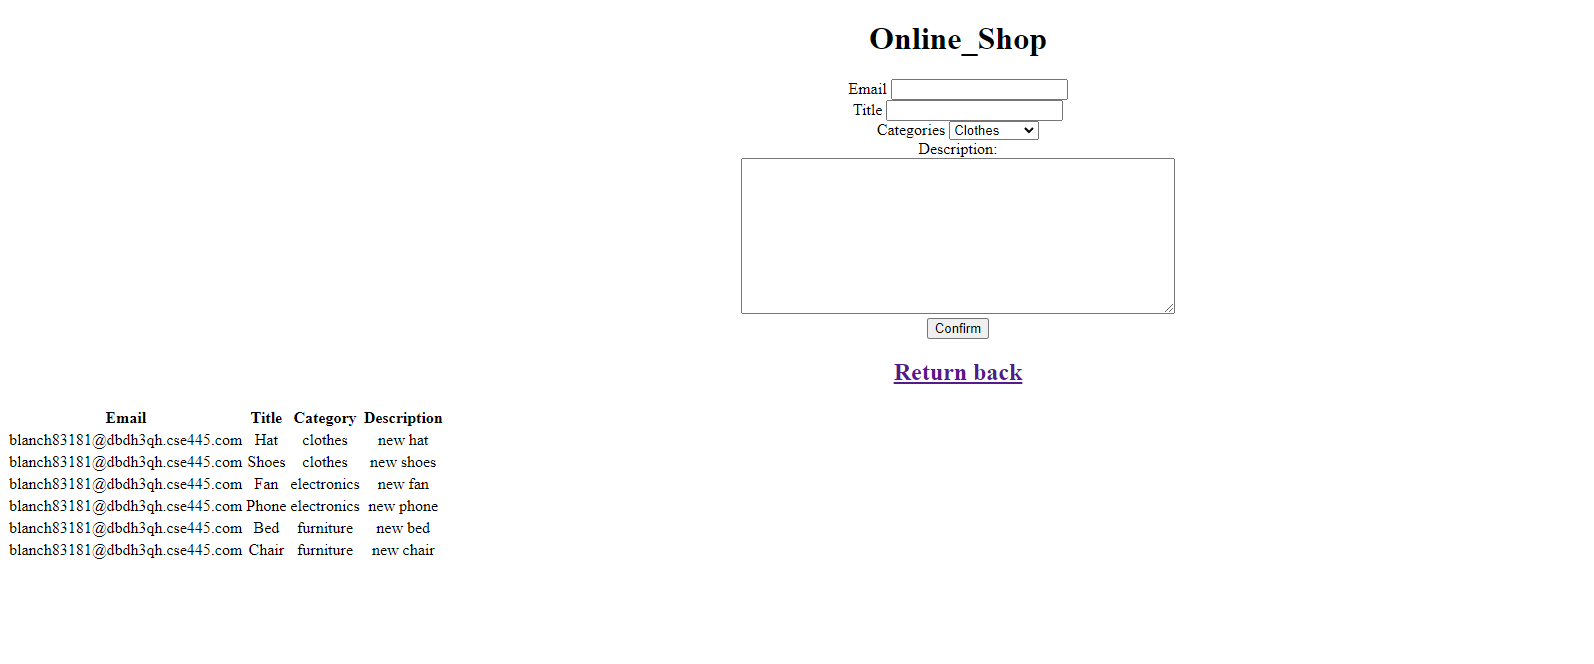 Online_Shop
Email
Title
Categories Clothes
Description:
Confirm
Return back
Email Title Category Description
blanch83181@dbdh3qh.cse445.com Hat clothes new hat
blanch83181@dbdh3qh.cse445.com Shoes clothes new shoes
blanch83181@dbdh3qh.cse445.com Fan electronics new fan
blanch83181@dbdh3qh.cse445.com Phone electronics new phone
blanch83181@dbdh3qh.cse445.com Bed furniture new bed
blanch83181@dbdh3qh.cse445.com Chair furniture new chair